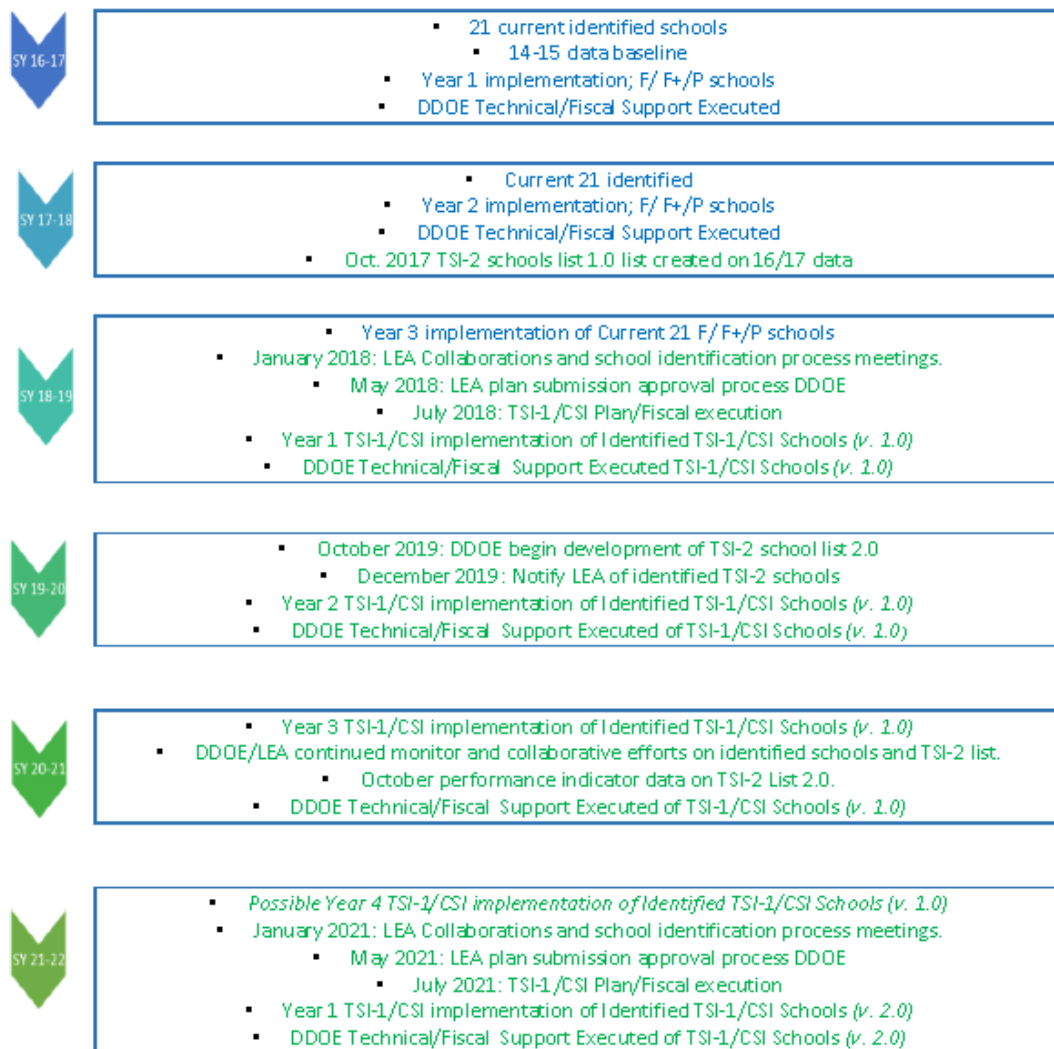 SY 16-17
▪ 21 current identified schools
▪ 14-15 data baseline
▪ Year 1 implementation; F/ F+/P schools
▪ DDOE Technical/Fiscal Support Executed
SY 17-18
▪ Current 21 identified
▪ Year 2 implementation; F/ F+/P schools
▪ DDOE Technical/Fiscal Support Executed
▪ Oct. 2017 TSI-2 schools list 1.0 list created on 16/17 data
SY 18-19
▪ Year 3 implementation of Current 21 F/ F+/P schools
▪ January 2018: LEA Collaborations and school identification process meetings.
▪ May 2018: LEA plan submission approval process DDOE
▪ July 2018: TSI-1/CSI Plan/Fiscal execution
▪ Year 1 TSI-1/CSI implementation of Identified TSI-1/CSI Schools (v. 1.0)
▪ DDOE Technical/Fiscal Support Executed TSI-1/CSI Schools (v. 1.0)
SY 19-20
▪ October 2019: DDOE begin development of TSI-2 school list 2.0
▪ December 2019: Notify LEA of identified TSI-2 schools
▪ Year 2 TSI-1/CSI implementation of Identified TSI-1/CSI Schools (v. 1.0)
▪ DDOE Technical/Fiscal Support Executed of TSI-1/CSI Schools (v. 1.0)
SY 20-21
▪ Year 3 TSI-1/CSI implementation of Identified TSI-1/CSI Schools (v. 1.0)
▪ DDOE/LEA continued monitor and collaborative efforts on identified schools and TSI-2 list.
▪ October performance indicator data on TSI-2 List 2.0.
▪ DDOE Technical/Fiscal Support Executed of TSI-1/CSI Schools (v. 1.0)
SY 21-22
▪ Possible Year 4 TSI-1/CSI implementation of Identified TSI-1/CSI Schools (v. 1.0)
▪ January 2021: LEA Collaborations and school identification process meetings.
▪ May 2021: LEA plan submission approval process DDOE
▪ July 2021: TSI-1/CSI Plan/Fiscal execution
▪ Year 1 TSI-1/CSI implementation of Identified TSI-1/CSI Schools (v. 2.0)
▪ DDOE Technical/Fiscal Support Executed of TSI-1/CSI Schools (v. 2.0)